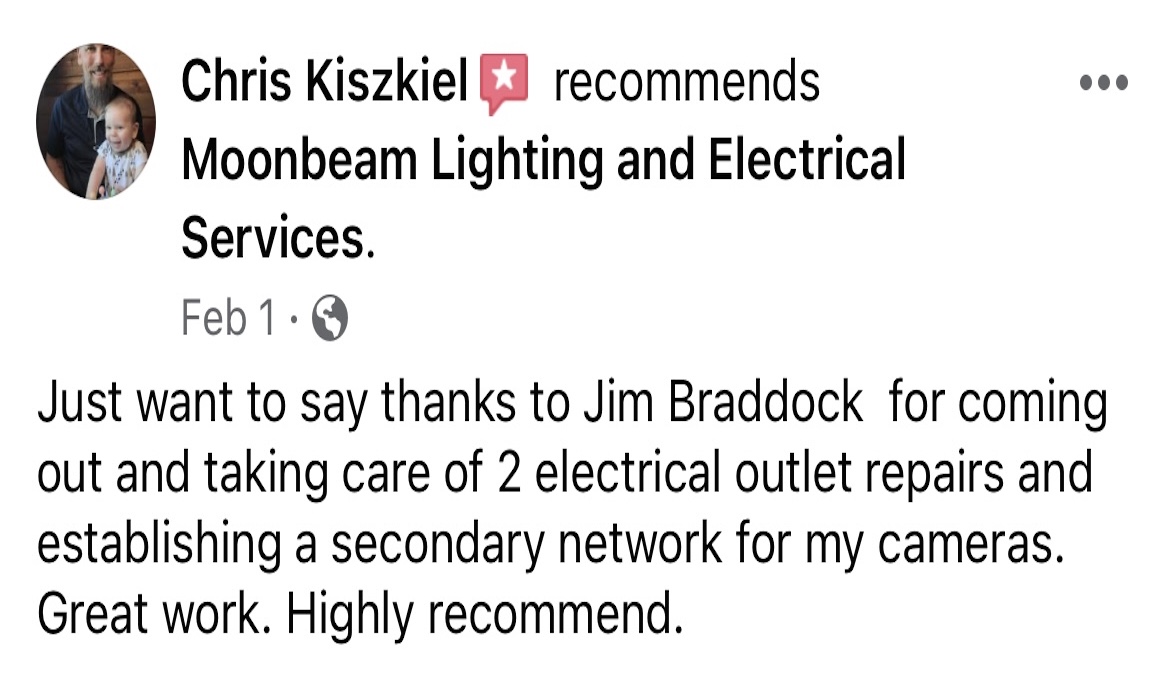 Chris Kiszkiel recommends
Moonbeam Lighting and Electrical
Services.
Feb 1 ·
Just want to say thanks to Jim Braddock for coming
out and taking care of 2 electrical outlet repairs and
establishing a secondary network for my cameras.
Great work. Highly recommend.